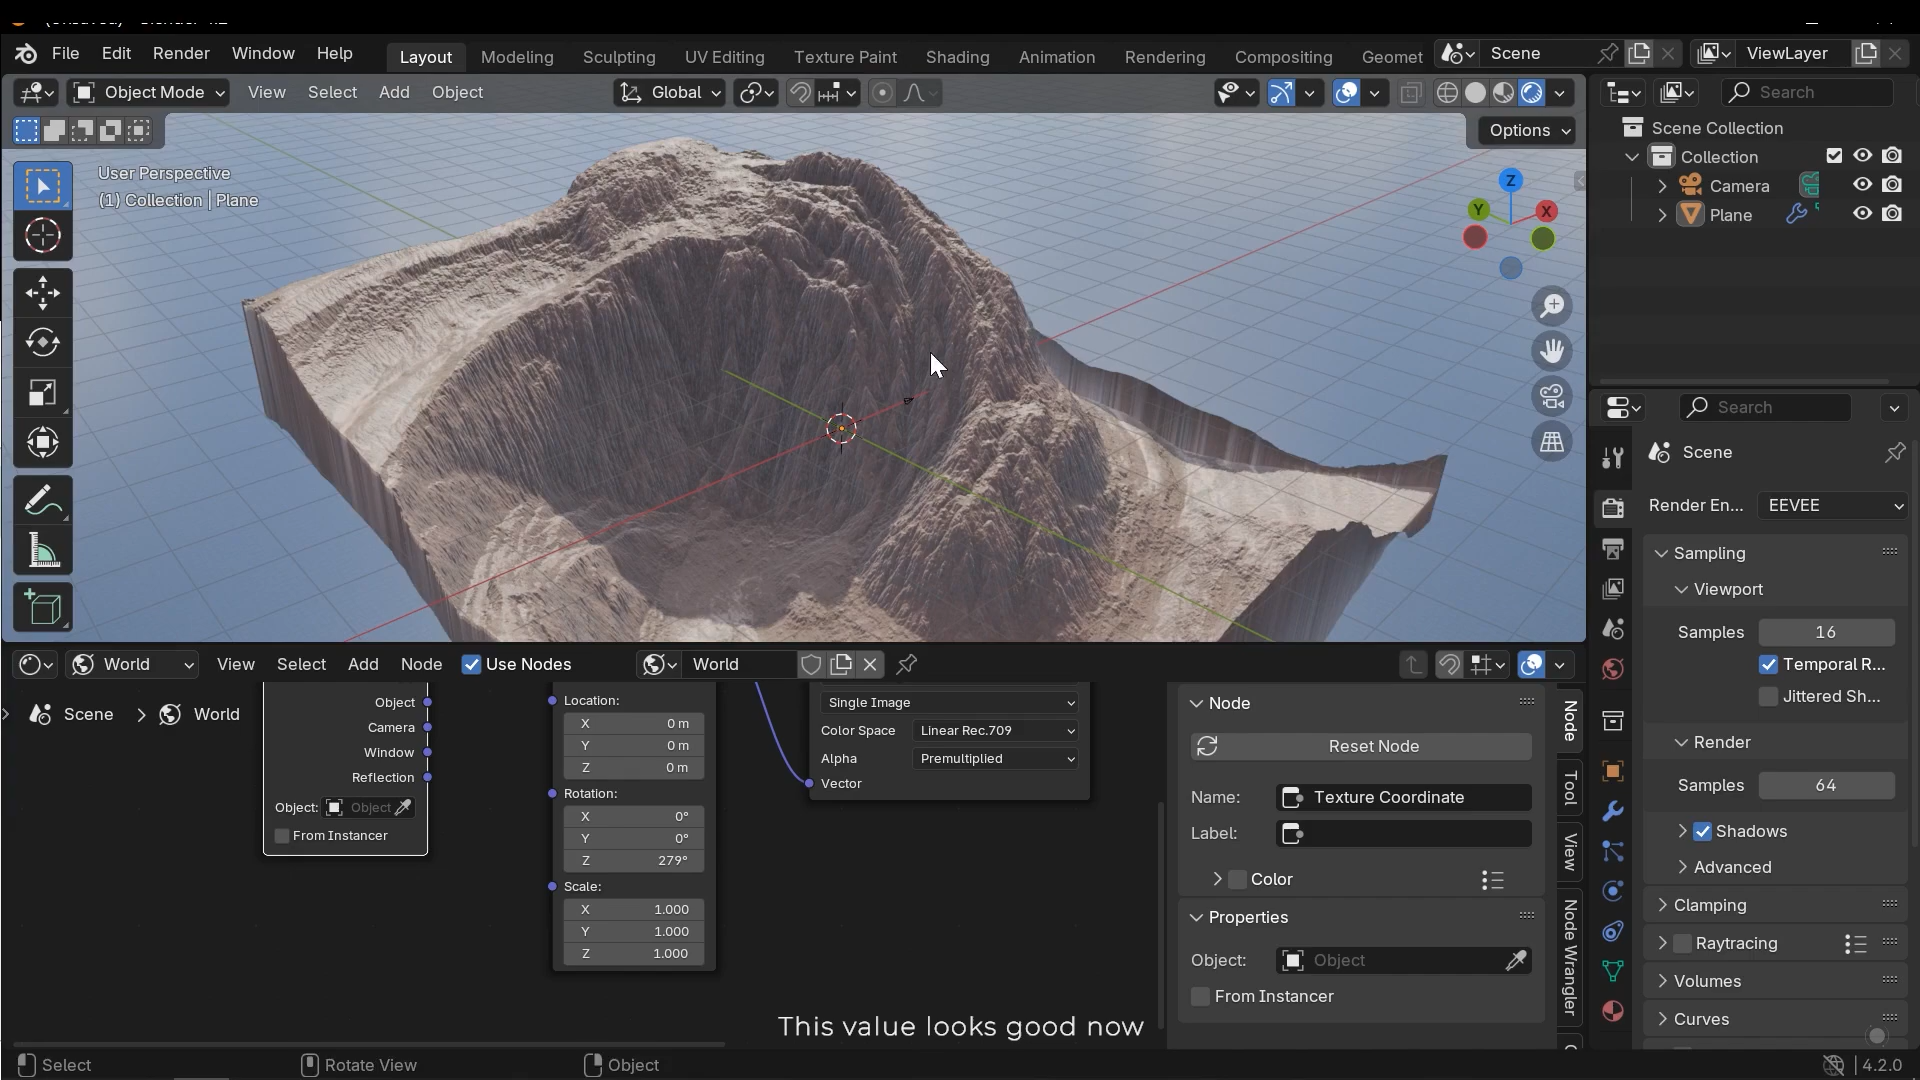 File Edit Render Window Help Layout Modeling Sculpting UV Editing Texture Paint Shading Animation Rendering Compositing Geomet Scene ViewLayer
Object Mode View Select Add Object Global Search
Options
User Perspective
(1) Collection | Plane
Z
Y
X
Scene Collection
Collection
Camera
Plane
Search
Scene
Render En... EEVEE
Sampling
Viewport
Samples 16
Temporal R...
Jittered Sh...
Render
Samples 64
Shadows
Advanced
Clamping
Raytracing
Volumes
Curves
World View Select Add Node Use Nodes World
Scene > World
Object
Camera
Window
Reflection
Object: Object
From Instancer
Location:
X 0 m
Y 0 m
Z 0 m
Rotation:
X 0°
Y 0°
Z 279°
Scale:
X 1.000
Y 1.000
Z 1.000
Single Image
Color Space Linear Rec.709
Alpha Premultiplied
Vector
Node
Reset Node
Name: Texture Coordinate
Label:
Color
Properties
Object: Object
From Instancer
Node
Tool
View
Node Wrangler
This value looks good now
Select Rotate View Object 4.2.0